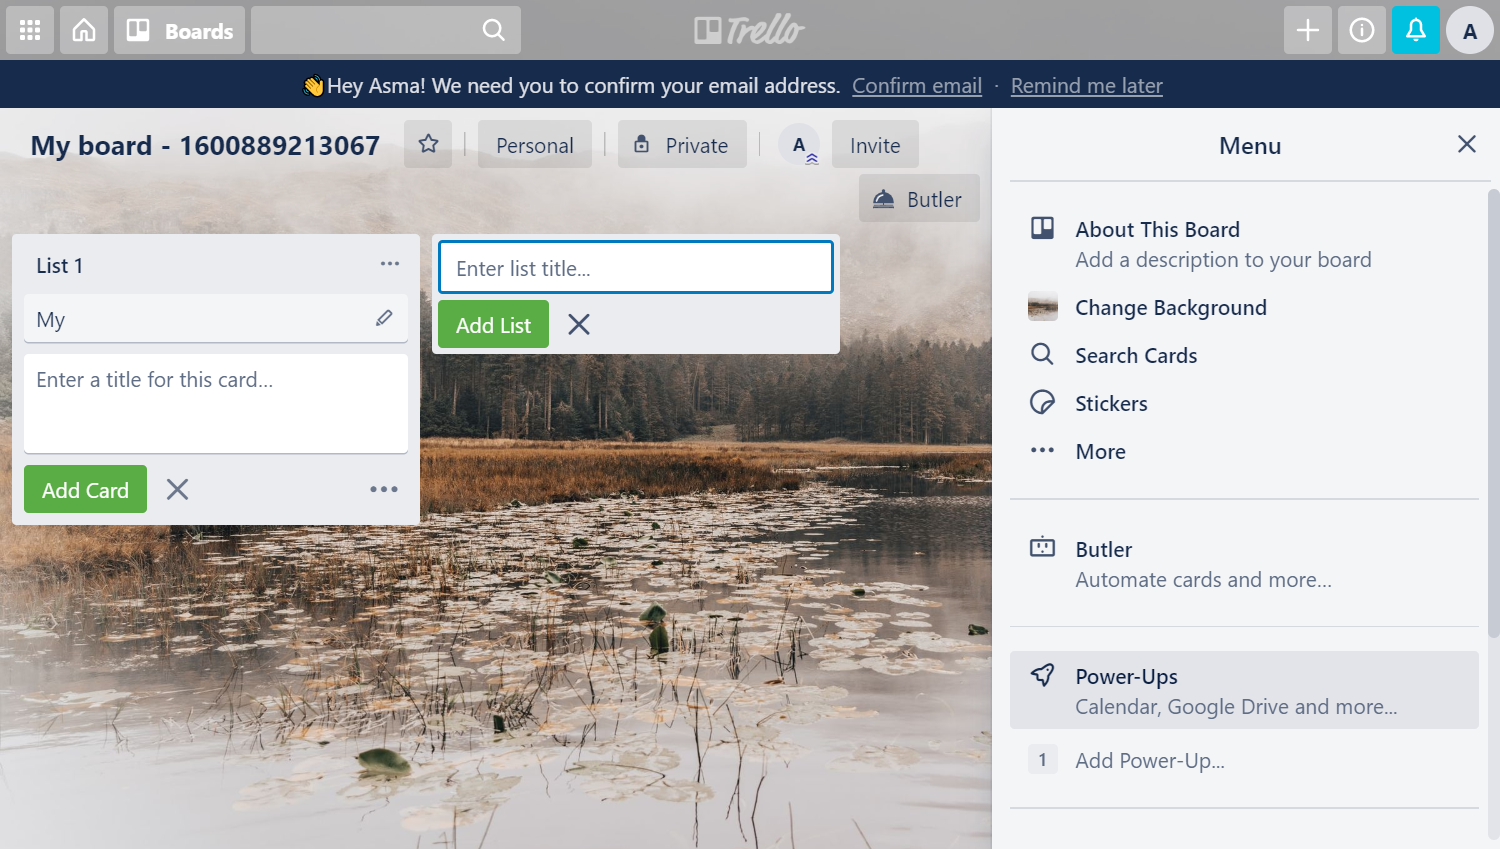 Boards
Trello
A
👋Hey Asma! We need you to confirm your email address. Confirm email · Remind me later
My board - 1600889213067
Personal
Private
A
Invite
Butler
List 1
My
Enter a title for this card...
Add Card
Enter list title...
Add List
Menu
About This Board
Add a description to your board
Change Background
Search Cards
Stickers
More
Butler
Automate cards and more...
Power-Ups
Calendar, Google Drive and more...
1 Add Power-Up...